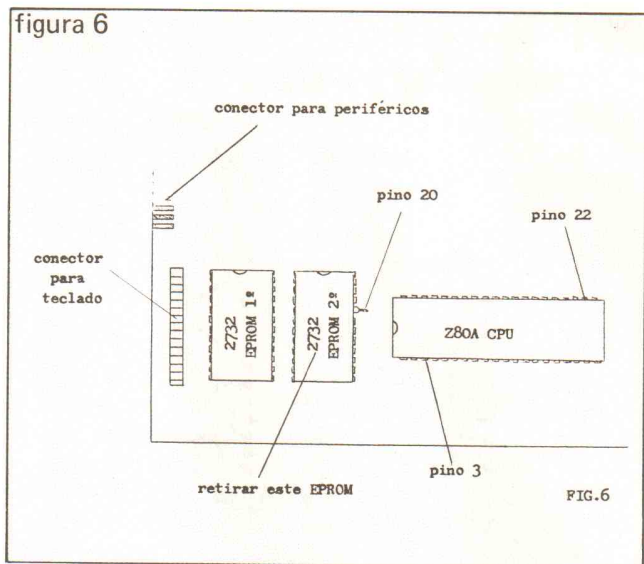 figura 6
conector para periféricos
pino 20
pino 22
conector
para
teclado
2732
EPROM 1º
2732
EPROM 2º
Z80A CPU
pino 3
retirar este EPROM
FIG.6